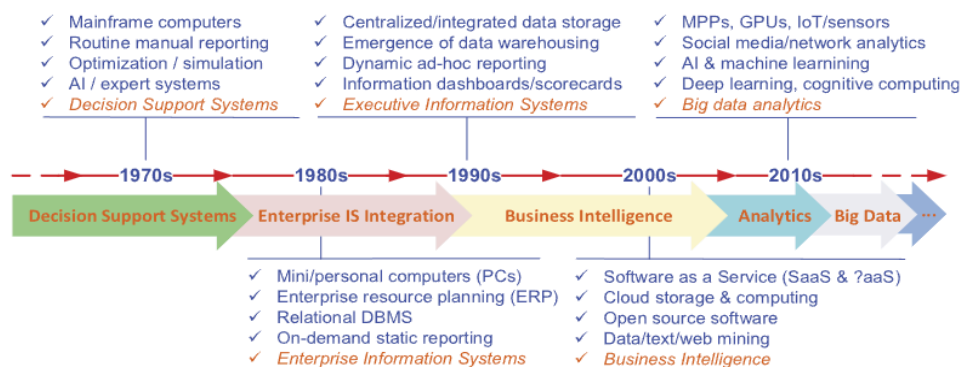 ✓ Mainframe computers
✓ Routine manual reporting
✓ Optimization / simulation
✓ AI / expert systems
✓ Decision Support Systems
✓ Centralized/integrated data storage
✓ Emergence of data warehousing
✓ Dynamic ad-hoc reporting
✓ Information dashboards/scorecards
✓ Executive Information Systems
✓ MPPs, GPUs, IoT/sensors
✓ Social media/network analytics
✓ AI & machine learnining
✓ Deep learning, cognitive computing
✓ Big data analytics
1970s 1980s 1990s 2000s 2010s
Decision Support Systems Enterprise IS Integration Business Intelligence Analytics Big Data ...
✓ Mini/personal computers (PCs)
✓ Enterprise resource planning (ERP)
✓ Relational DBMS
✓ On-demand static reporting
✓ Enterprise Information Systems
✓ Software as a Service (SaaS & ?aaS)
✓ Cloud storage & computing
✓ Open source software
✓ Data/text/web mining
✓ Business Intelligence